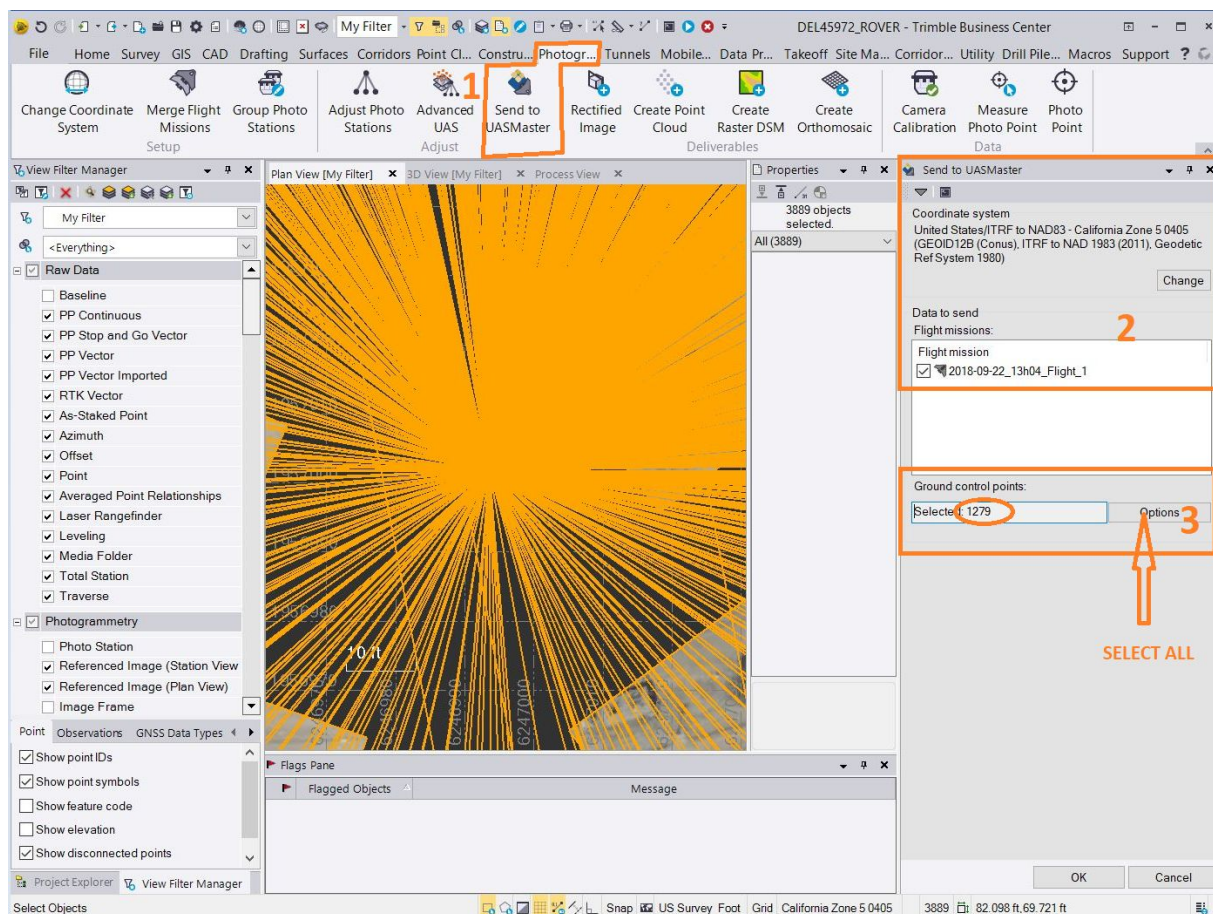 My Filter
DEL45972_ROVER - Trimble Business Center
File Home Survey GIS CAD Drafting Surfaces Corridors Point Cl... Constru... Photogr... Tunnels Mobile... Data Pr... Takeoff Site Ma... Corridor... Utility Drill Pile... Macros Support ?
1
Change Coordinate System
Merge Flight Missions
Group Photo Stations
Adjust Photo Stations
Advanced UAS
Send to UASMaster
Rectified Image
Create Point Cloud
Create Raster DSM
Create Orthomosaic
Camera Calibration
Measure Photo Point
Photo Point
Setup
Adjust
Deliverables
Data
View Filter Manager
My Filter
<Everything>
Raw Data
Baseline
PP Continuous
PP Stop and Go Vector
PP Vector
PP Vector Imported
RTK Vector
As-Staked Point
Azimuth
Offset
Point
Averaged Point Relationships
Laser Rangefinder
Leveling
Media Folder
Total Station
Traverse
Photogrammetry
Photo Station
Referenced Image (Station View
Referenced Image (Plan View)
Image Frame
Point Observations GNSS Data Types
Show point IDs
Show point symbols
Show feature code
Show elevation
Show disconnected points
Project Explorer View Filter Manager
Plan View [My Filter] 3D View [My Filter] Process View
1956980
10 ft
6246980
6246990
6247000
Flags Pane
Flagged Objects Message
Properties
3889 objects
selected.
All (3889)
Send to UASMaster
Coordinate system
United States/ITRF to NAD83 - California Zone 5 0405
(GEOID12B (Conus), ITRF to NAD 1983 (2011), Geodetic
Ref System 1980)
Change
Data to send
Flight missions:
2
Flight mission
2018-09-22_13h04_Flight_1
Ground control points:
Selected: 1279
Options
3
SELECT ALL
OK Cancel
Select Objects
Snap US Survey Foot Grid California Zone 5 0405 3889 82.098 ft,69.721 ft